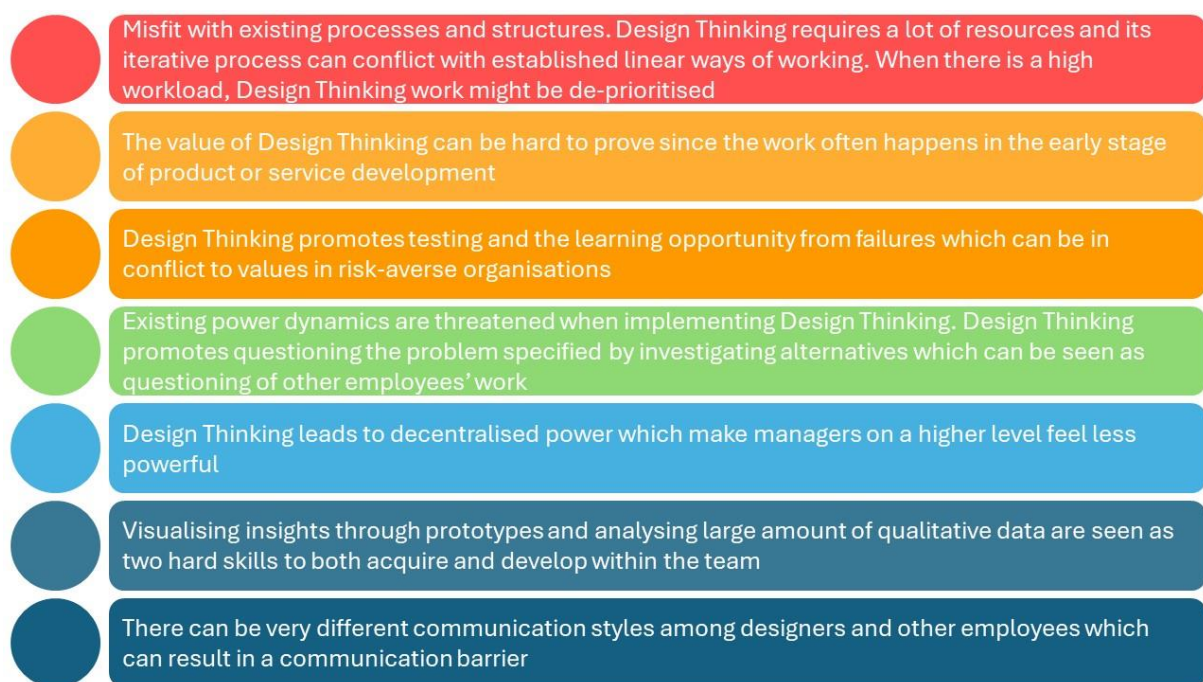 Misfit with existing processes and structures. Design Thinking requires a lot of resources and its
iterative process can conflict with established linear ways of working. When there is a high
workload, Design Thinking work might be de-prioritised
The value of Design Thinking can be hard to prove since the work often happens in the early stage
of product or service development
Design Thinking promotes testing and the learning opportunity from failures which can be in
conflict to values in risk-averse organisations
Existing power dynamics are threatened when implementing Design Thinking. Design Thinking
promotes questioning the problem specified by investigating alternatives which can be seen as
questioning of other employees' work
Design Thinking leads to decentralised power which make managers on a higher level feel less
powerful
Visualising insights through prototypes and analysing large amount of qualitative data are seen as
two hard skills to both acquire and develop within the team
There can be very different communication styles among designers and other employees which
can result in a communication barrier